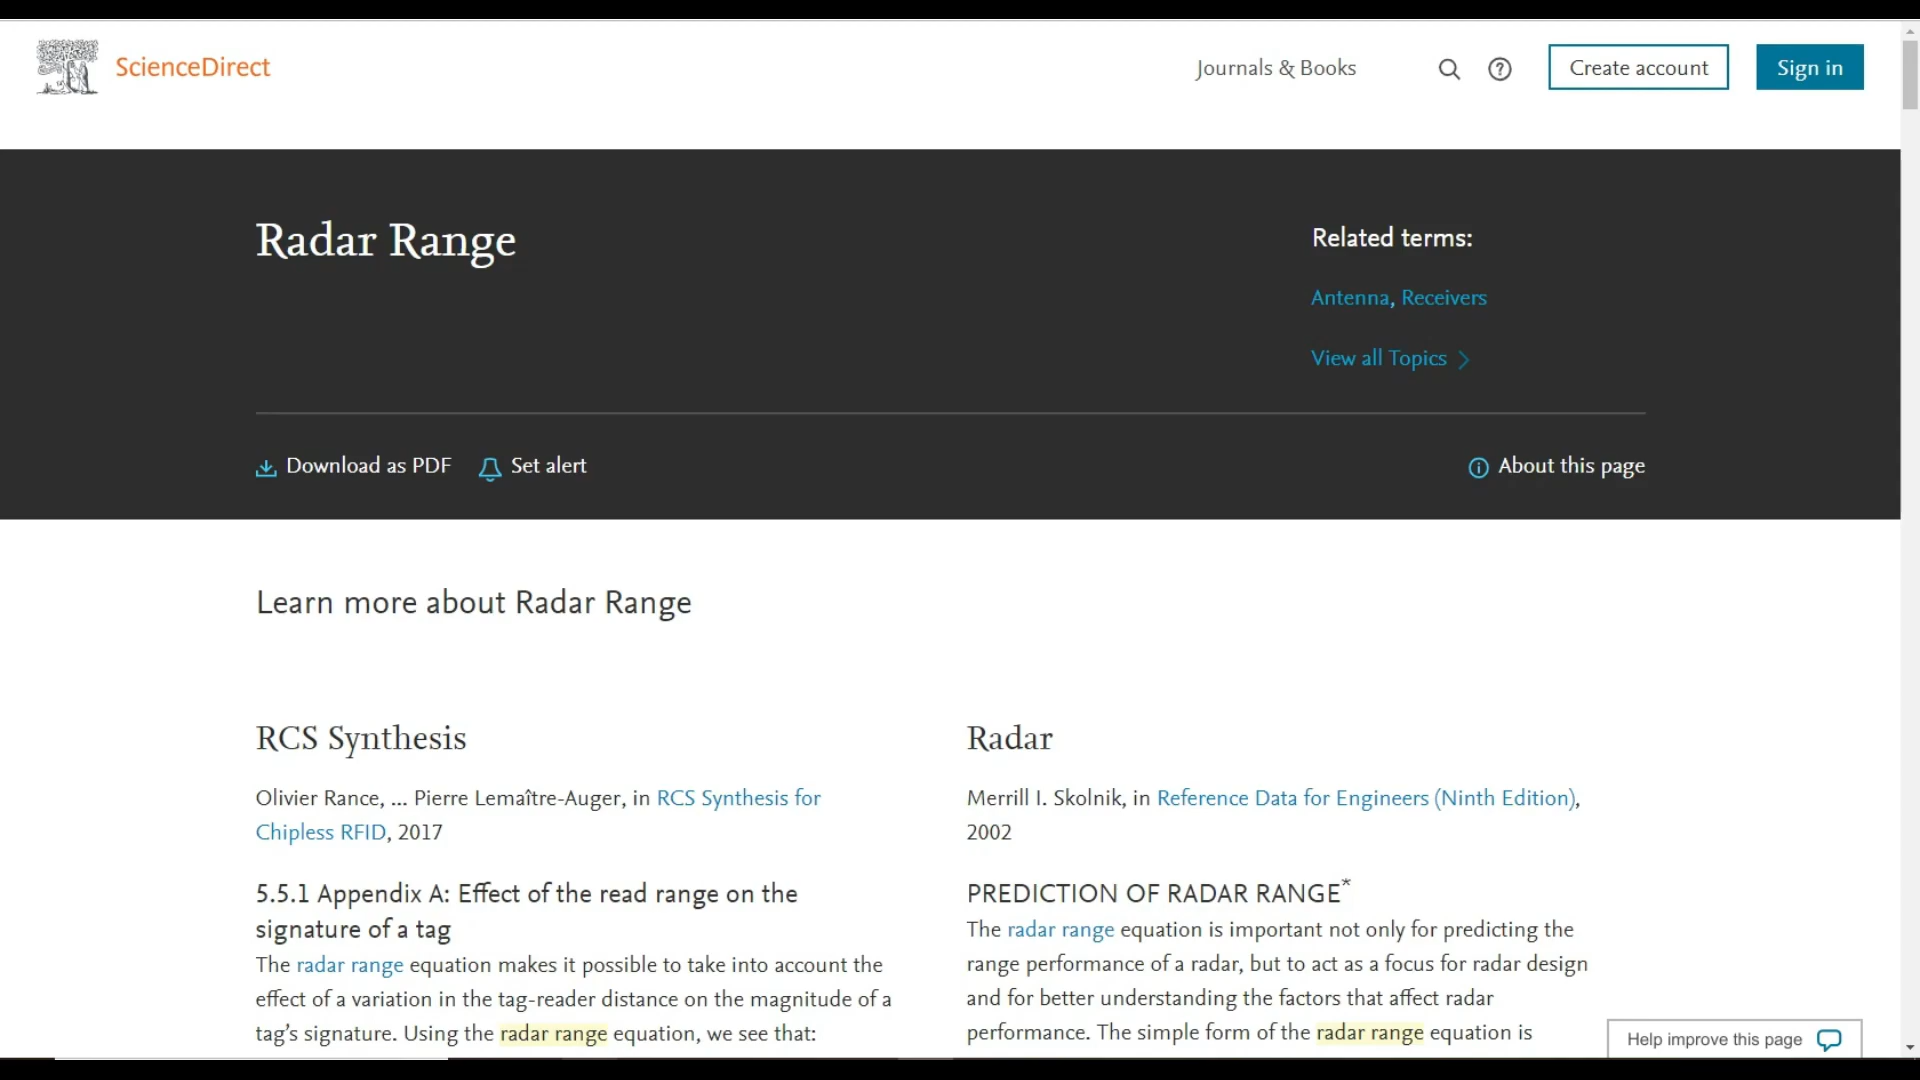 ScienceDirect
Journals & Books
Create account
Sign in
Radar Range
Related terms:
Antenna, Receivers
View all Topics
Download as PDF
Set alert
About this page
Learn more about Radar Range
RCS Synthesis
Olivier Rance, ... Pierre Lemaître-Auger, in RCS Synthesis for
Chipless RFID, 2017
5.5.1 Appendix A: Effect of the read range on the
signature of a tag
The radar range equation makes it possible to take into account the
effect of a variation in the tag-reader distance on the magnitude of a
tag’s signature. Using the radar range equation, we see that:
Radar
Merrill I. Skolnik, in Reference Data for Engineers (Ninth Edition),
2002
PREDICTION OF RADAR RANGE*
The radar range equation is important not only for predicting the
range performance of a radar, but to act as a focus for radar design
and for better understanding the factors that affect radar
performance. The simple form of the radar range equation is
Help improve this page